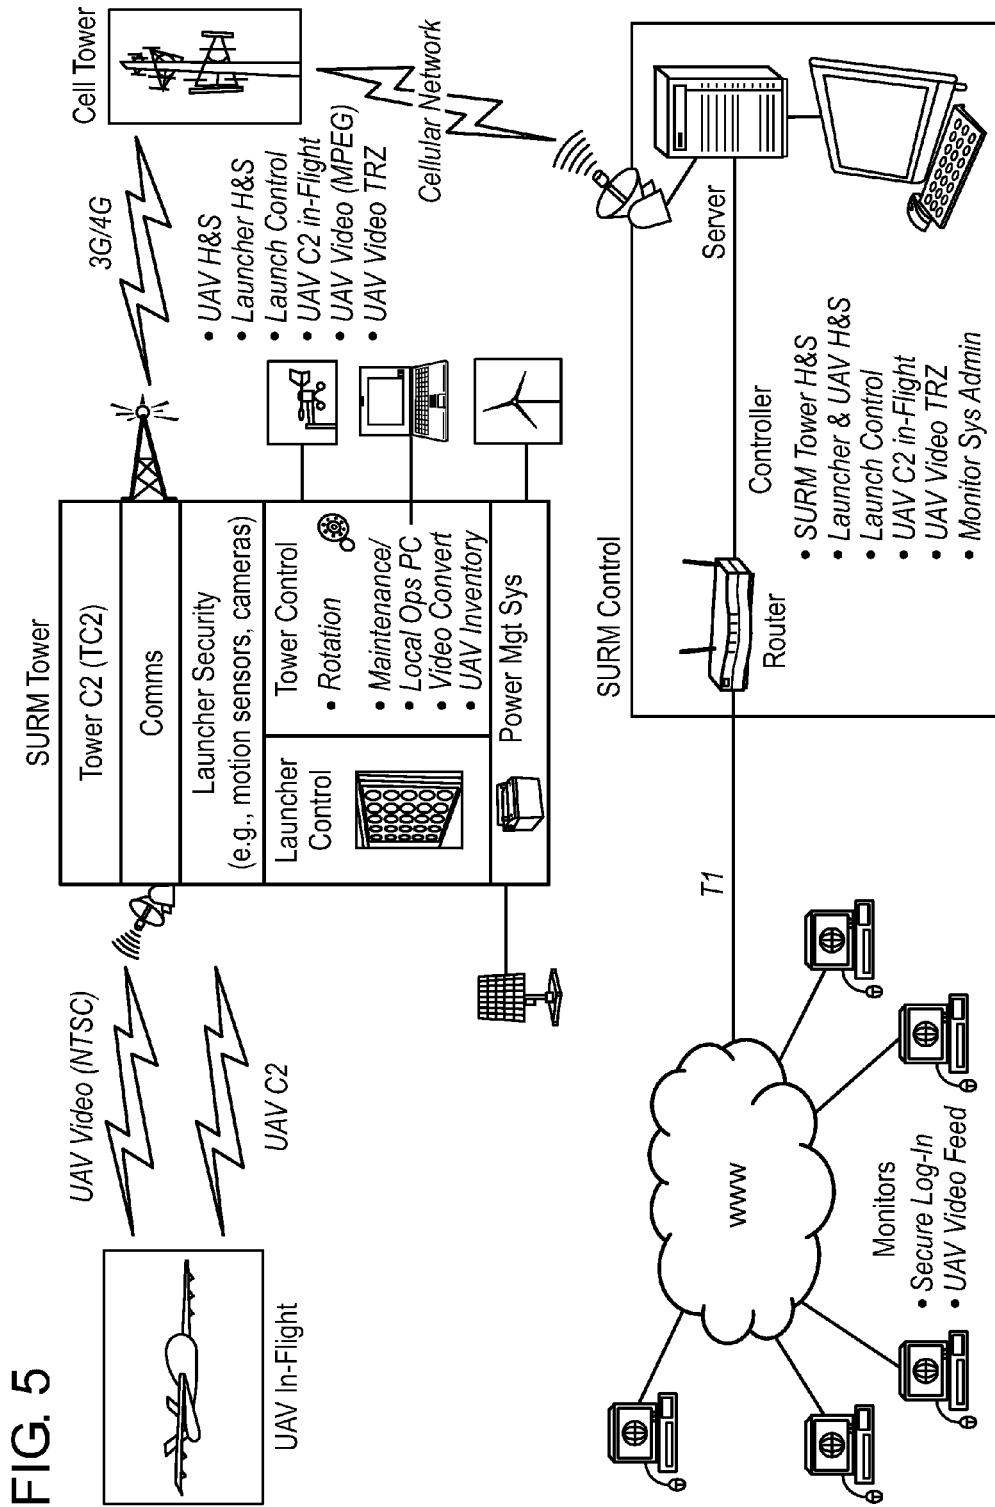 FIG. 5
UAV In-Flight
UAV Video (NTSC)
UAV C2
SURM Tower
Tower C2 (TC2)
Comms
Launcher Security
(e.g., motion sensors, cameras)
Launcher
Control
Tower Control
• Rotation
• Maintenance/
• Local Ops PC
Video Convert
• UAV Inventory
Power Mgt Sys
3G/4G
Cell Tower
• UAV H&S
• Launcher H&S
• Launch Control
• UAV C2 in-Flight
• UAV Video (MPEG)
• UAV Video TRZ
Cellular Network
www
Monitors
• Secure Log-In
• UAV Video Feed
T1
SURM Control
Router
Server
Controller
• SURM Tower H&S
• Launcher & UAV H&S
• Launch Control
• UAV C2 in-Flight
• UAV Video TRZ
• Monitor Sys Admin